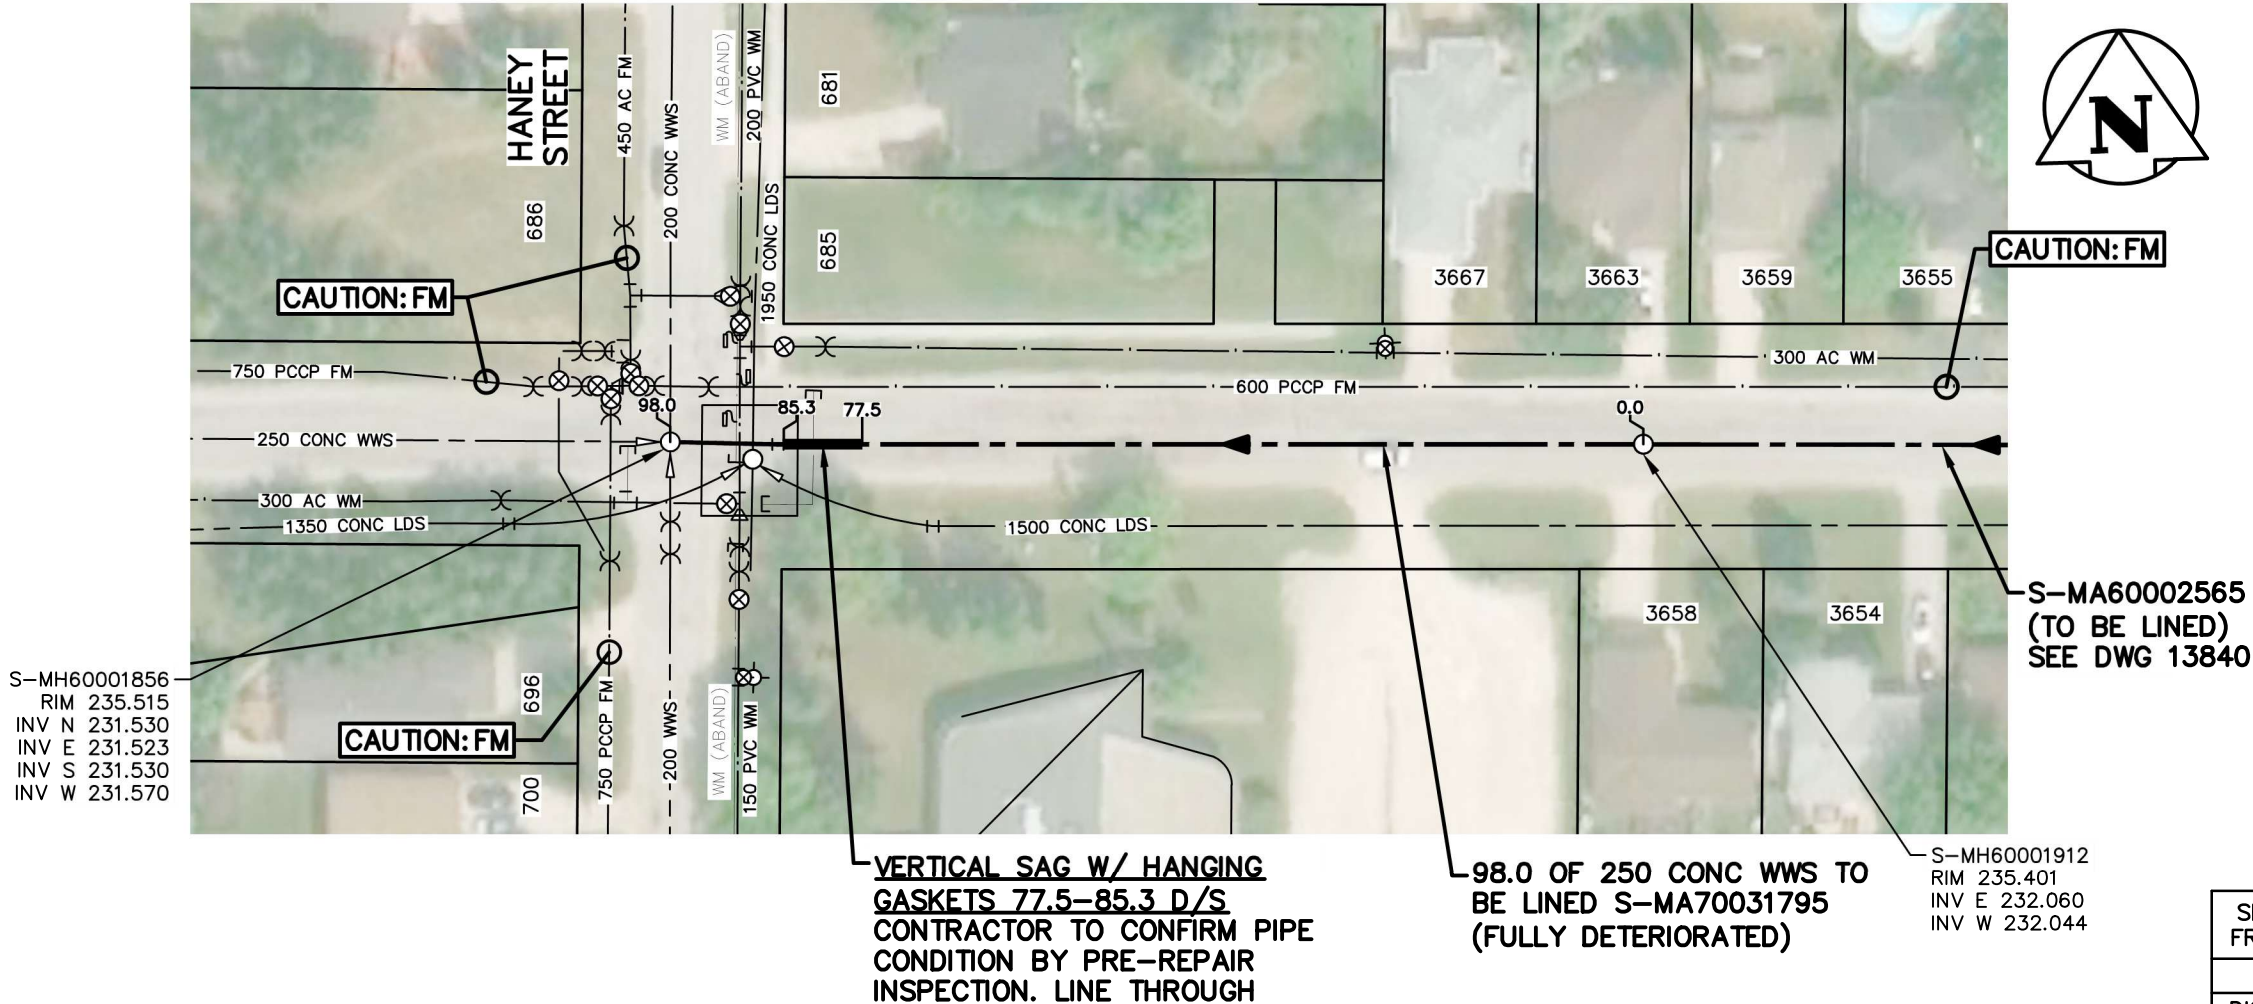 HANEY
STREET
450 AC FM
200 CONC WWS
WM (ABAND)
200 PVC WM
1950 CONC LDS
681
686
685
N
CAUTION: FM
CAUTION: FM
3667
3663
3659
3655
750 PCCP FM
300 AC WM
600 PCCP FM
98.0
85.3
77.5
0.0
250 CONC WWS
300 AC WM
1350 CONC LDS
1500 CONC LDS
S-MA60002565
(TO BE LINED)
SEE DWG 13840
3658
3654
S-MH60001856
RIM 235.515
INV N 231.530
INV E 231.523
INV S 231.530
INV W 231.570
696
CAUTION: FM
700
750 PCCP FM
200 WWS
WM (ABAND)
150 PVC WM
VERTICAL SAG W/ HANGING
GASKETS 77.5-85.3 D/S
CONTRACTOR TO CONFIRM PIPE
CONDITION BY PRE-REPAIR
INSPECTION. LINE THROUGH
98.0 OF 250 CONC WWS TO
BE LINED S-MA70031795
(FULLY DETERIORATED)
S-MH60001912
RIM 235.401
INV E 232.060
INV W 232.044